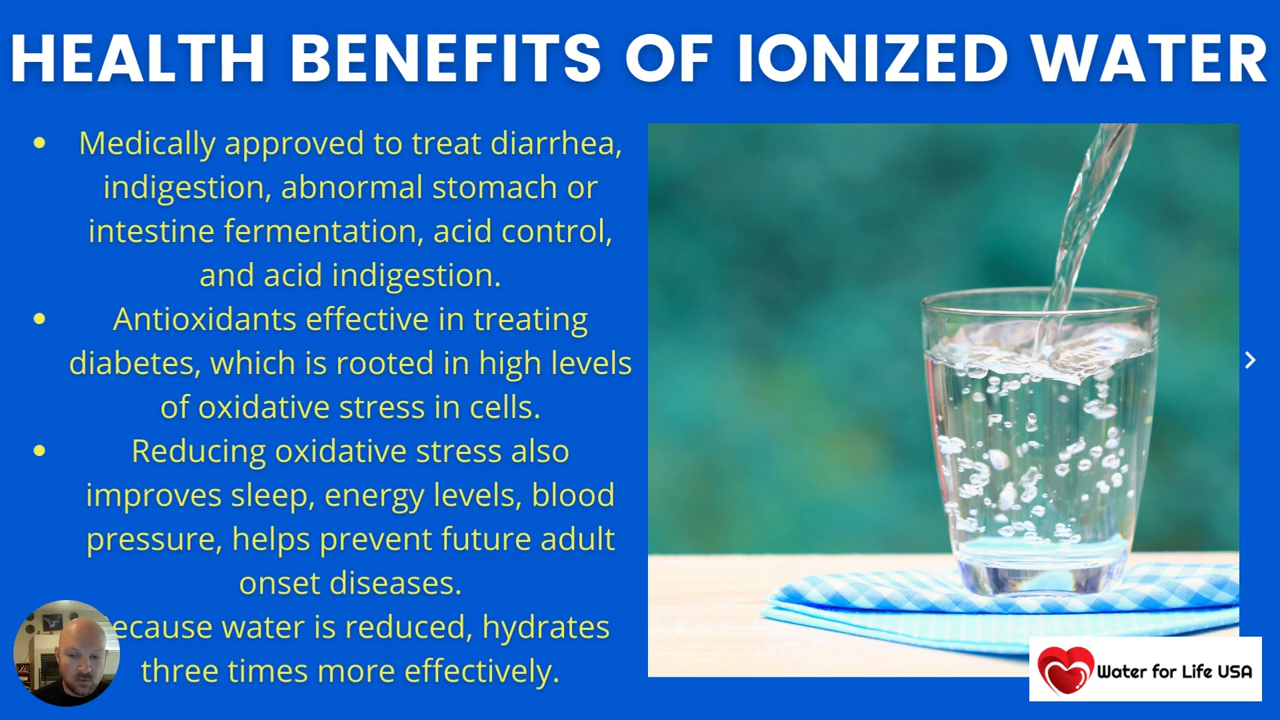 HEALTH BENEFITS OF IONIZED WATER
Medically approved to treat diarrhea,
indigestion, abnormal stomach or
intestine fermentation, acid control,
and acid indigestion.
Antioxidants effective in treating
diabetes, which is rooted in high levels
of oxidative stress in cells.
Reducing oxidative stress also
improves sleep, energy levels, blood
pressure, helps prevent future adult
onset diseases.
ecause water is reduced, hydrates
three times more effectively.
Water for Life USA